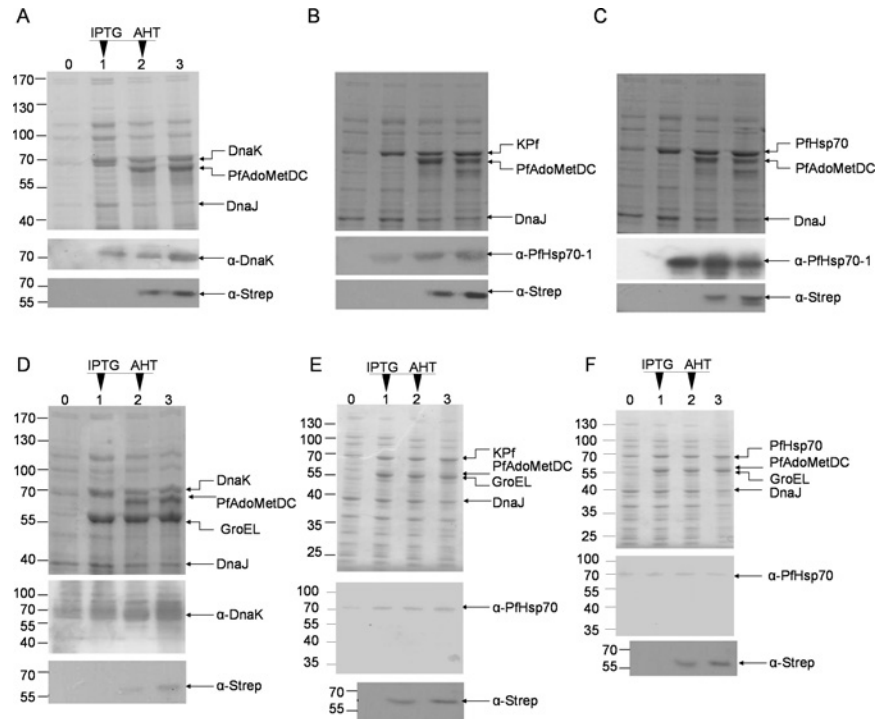 A
IPTG AHT
0 1 2 3
170
130
100
70
55
40
DnaK
PfAdoMetDC
DnaJ
70
α-DnaK
70
55
α-Strep
B
KPf
PfAdoMetDC
DnaJ
α-PfHsp70-1
α-Strep
C
PfHsp70
PfAdoMetDC
DnaJ
α-PfHsp70-1
α-Strep
D
IPTG AHT
0 1 2 3
170
130
100
70
55
40
DnaK
PfAdoMetDC
GroEL
DnaJ
100
70
55
40
α-DnaK
70
55
α-Strep
E
IPTG AHT
0 1 2 3
130
100
70
55
40
35
25
KPf
PfAdoMetDC
GroEL
DnaJ
100
70
55
40
35
α-PfHsp70
70
55
α-Strep
F
IPTG AHT
0 1 2 3
130
100
70
55
40
35
25
PfHsp70
PfAdoMetDC
GroEL
DnaJ
100
70
55
40
35
α-PfHsp70
70
55
α-Strep